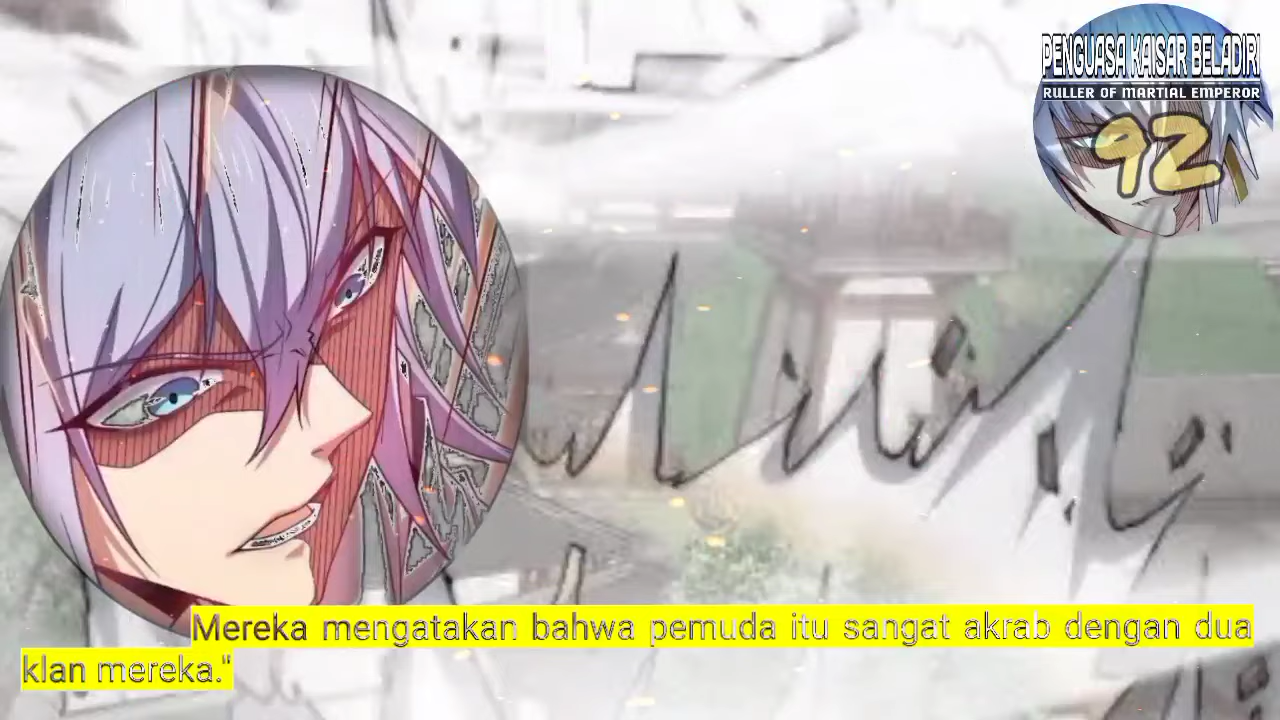 PENGUASA KAISAR BELADIRI
RULLER OF MARTIAL EMPEROR
92
Mereka mengatakan bahwa pemuda itu sangat akrab dengan dua
klan mereka."